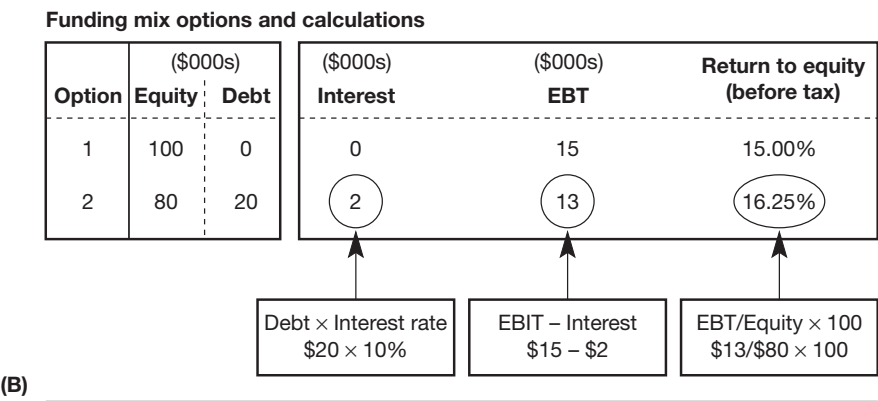 Funding mix options and calculations
($000s) ($000s) ($000s) Return to equity
Option Equity Debt Interest EBT (before tax)
1 100 0 0 15 15.00%
2 80 20 2 13 16.25%
Debt × Interest rate EBIT – Interest EBT/Equity × 100
$20 × 10% $15 – $2 $13/$80 × 100
(B)